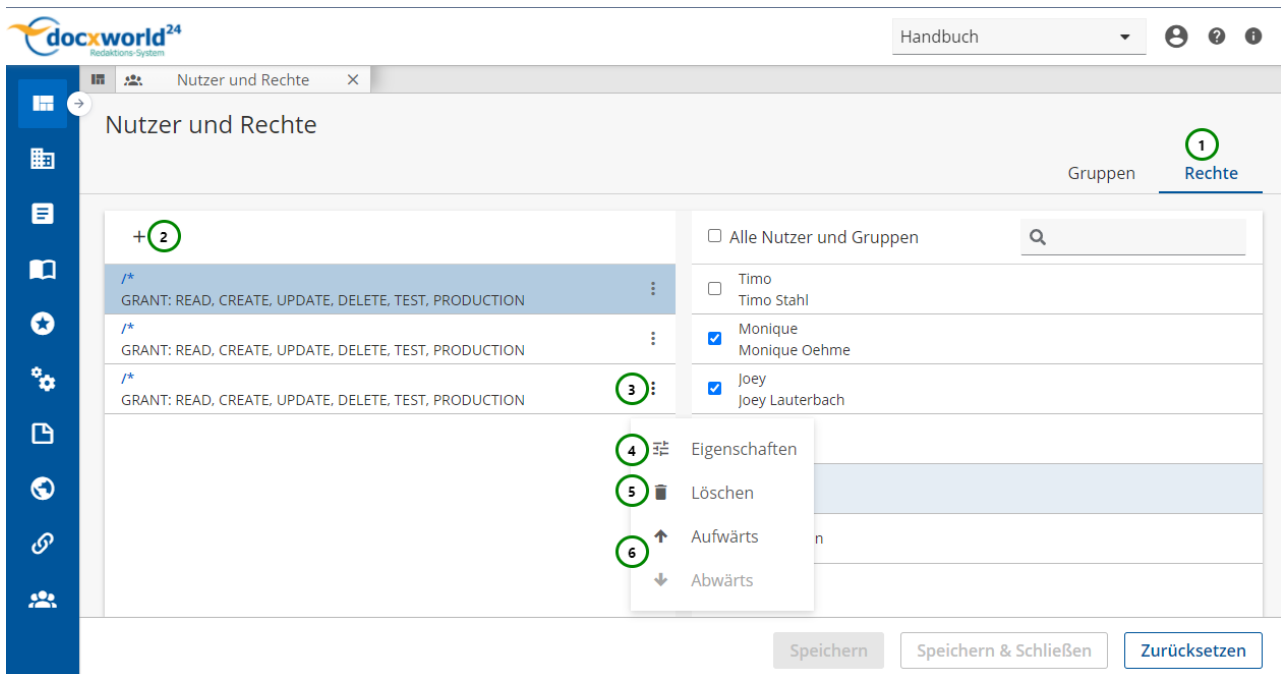 docxworld24
Redaktions-System
Handbuch
Nutzer und Rechte
Nutzer und Rechte
1
Gruppen
Rechte
+ 2
Alle Nutzer und Gruppen
/*
GRANT: READ, CREATE, UPDATE, DELETE, TEST, PRODUCTION
Timo
Timo Stahl
/*
GRANT: READ, CREATE, UPDATE, DELETE, TEST, PRODUCTION
Monique
Monique Oehme
/*
GRANT: READ, CREATE, UPDATE, DELETE, TEST, PRODUCTION
3
Joey
Joey Lauterbach
4 Eigenschaften
5 Löschen
6
Aufwärts
n
Abwärts
Speichern
Speichern & Schließen
Zurücksetzen